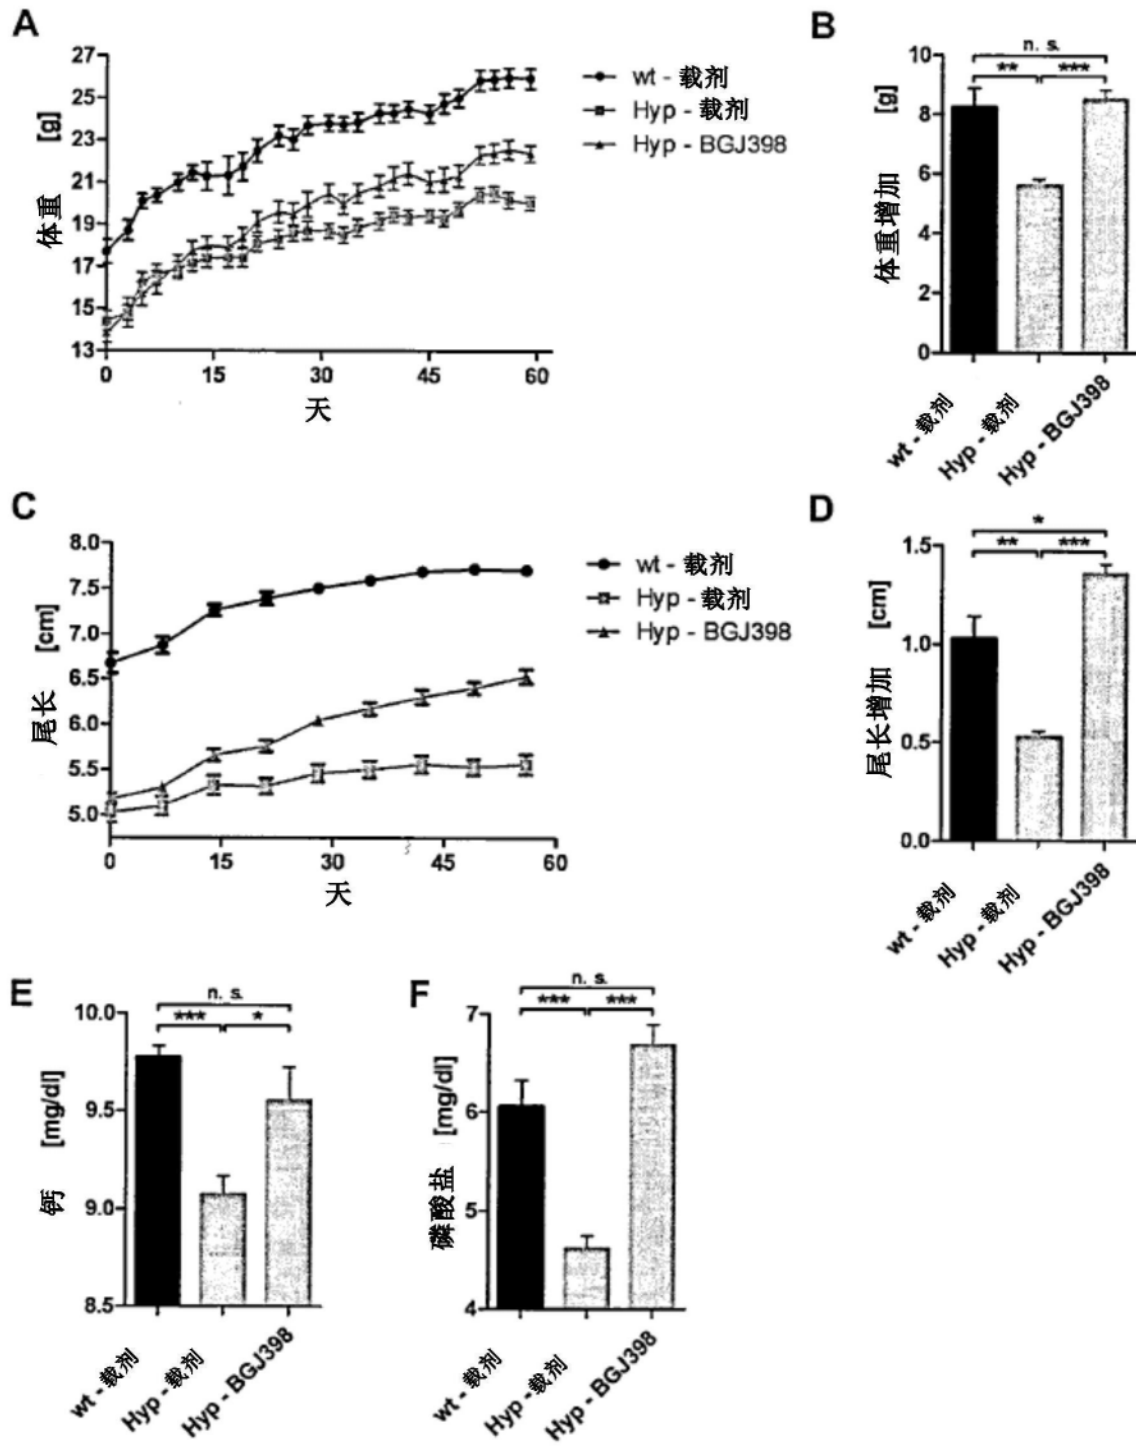 A
27
25
23
21
19
17
15
13
体重 [g]
0 15 30 45 60
天
wt - 载剂
Hyp - 载剂
Hyp - BGJ398
B
n. s.
** ***
10
8
6
4
2
0
体重增加 [g]
wt - 载剂
Hyp - 载剂
Hyp - BGJ398
C
8.0
7.5
7.0
6.5
6.0
5.5
5.0
尾长 [cm]
0 15 30 45 60
天
wt - 载剂
Hyp - 载剂
Hyp - BGJ398
D
*
** ***
1.5
1.0
0.5
0.0
尾长增加 [cm]
wt - 载剂
Hyp - 载剂
Hyp - BGJ398
E
n. s.
*** *
10.0
9.5
9.0
8.5
钙 [mg/dl]
wt - 载剂
Hyp - 载剂
Hyp - BGJ398
F
n. s.
*** ***
7
6
5
4
磷酸盐 [mg/dl]
wt - 载剂
Hyp - 载剂
Hyp - BGJ398